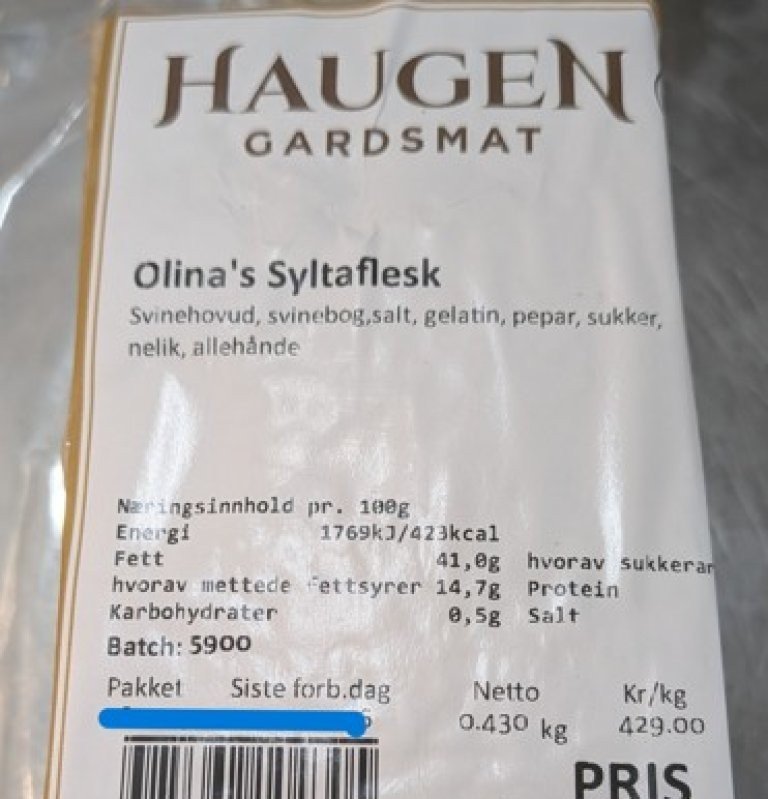 HAUGEN
GARDSMAT
Olina's Syltaflesk
Svinehovud, svinebog,salt, gelatin, pepar, sukker,
nelik, allehånde
Næringsinnhold pr. 100g
Energi 1769kJ/423kcal
Fett 41,0g hvorav sukkerar
hvorav mettede fettsyrer 14,7g Protein
Karbohydrater 0,5g Salt
Batch: 5900
Pakket Siste forb.dag Netto Kr/kg
0.430 kg 429.00
PRIS